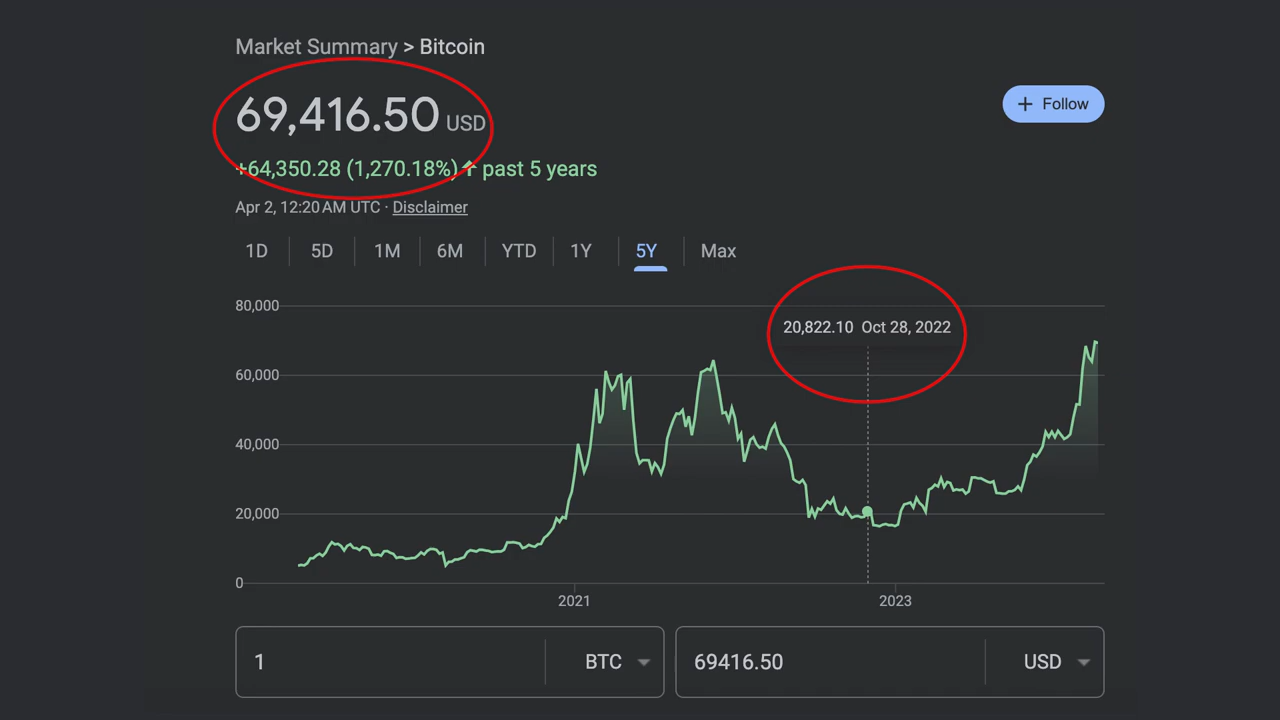 Market Summary > Bitcoin
69,416.50 USD
+ Follow
+64,350.28 (1,270.18%) ↑ past 5 years
Apr 2, 12:20 AM UTC · Disclaimer
1D 5D 1M 6M YTD 1Y 5Y Max
80,000
20,822.10 Oct 28, 2022
60,000
40,000
20,000
0
2021 2023
1 BTC 69416.50 USD